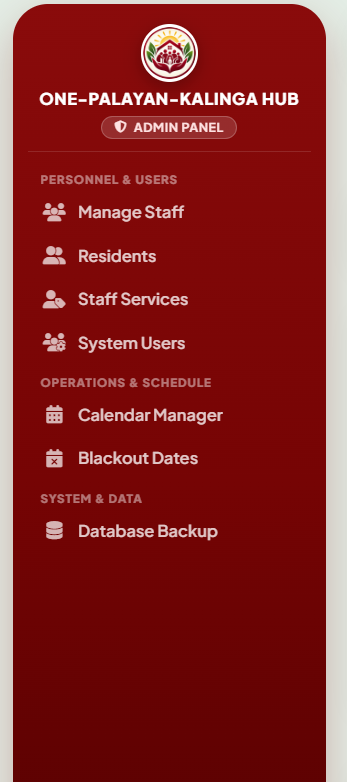 ONE-PALAYAN-KALINGA HUB
ADMIN PANEL
PERSONNEL & USERS
Manage Staff
Residents
Staff Services
System Users
OPERATIONS & SCHEDULE
Calendar Manager
Blackout Dates
SYSTEM & DATA
Database Backup